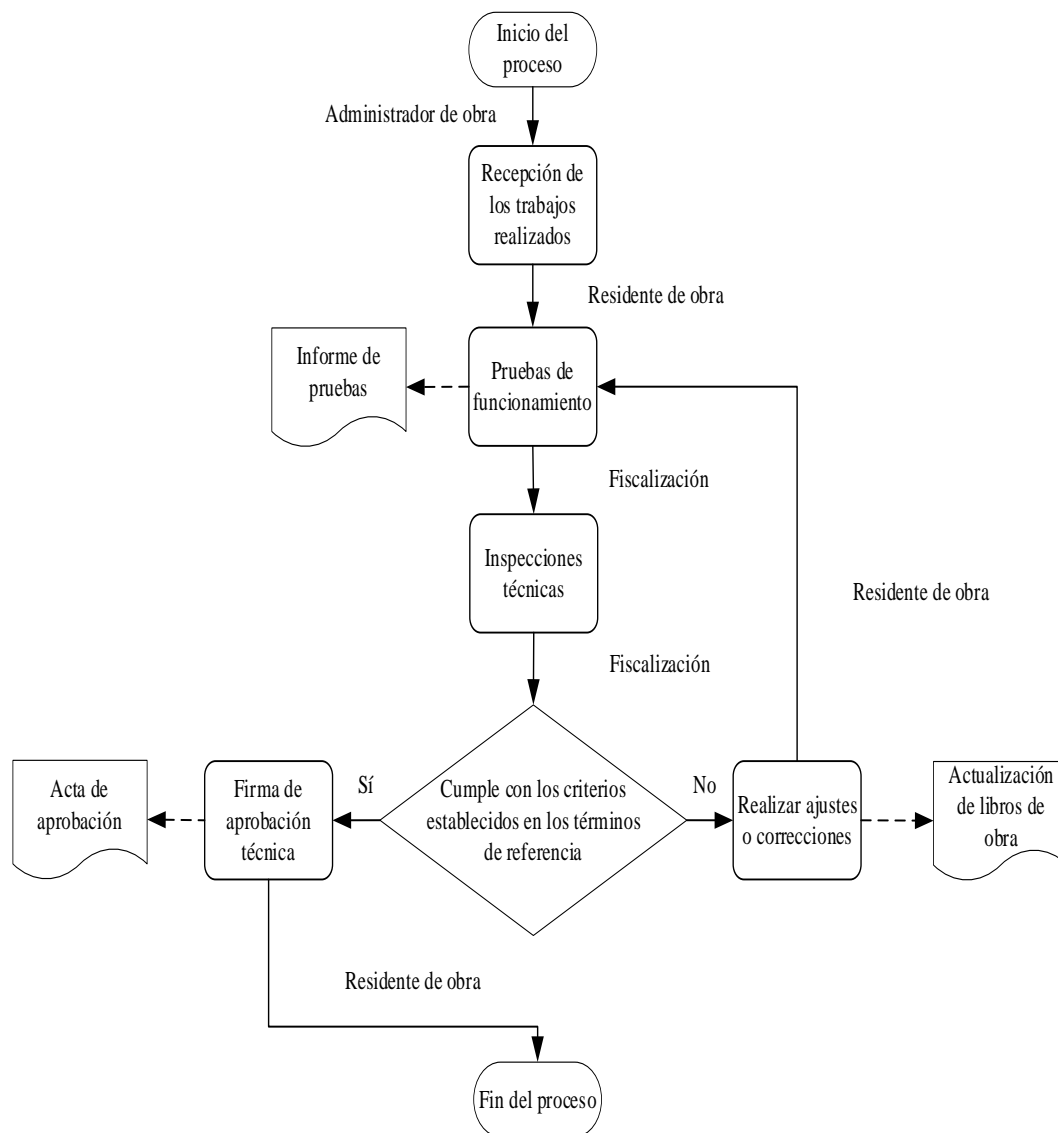 Inicio del
proceso
Administrador de obra
Recepción de
los trabajos
realizados
Residente de obra
Informe de
pruebas
Pruebas de
funcionamiento
Fiscalización
Inspecciones
técnicas
Residente de obra
Fiscalización
Acta de
aprobación
Firma de
aprobación
técnica
Sí
Cumple con los criterios
establecidos en los términos
de referencia
No
Realizar ajustes
o correcciones
Actualización
de libros de
obra
Residente de obra
Fin del proceso